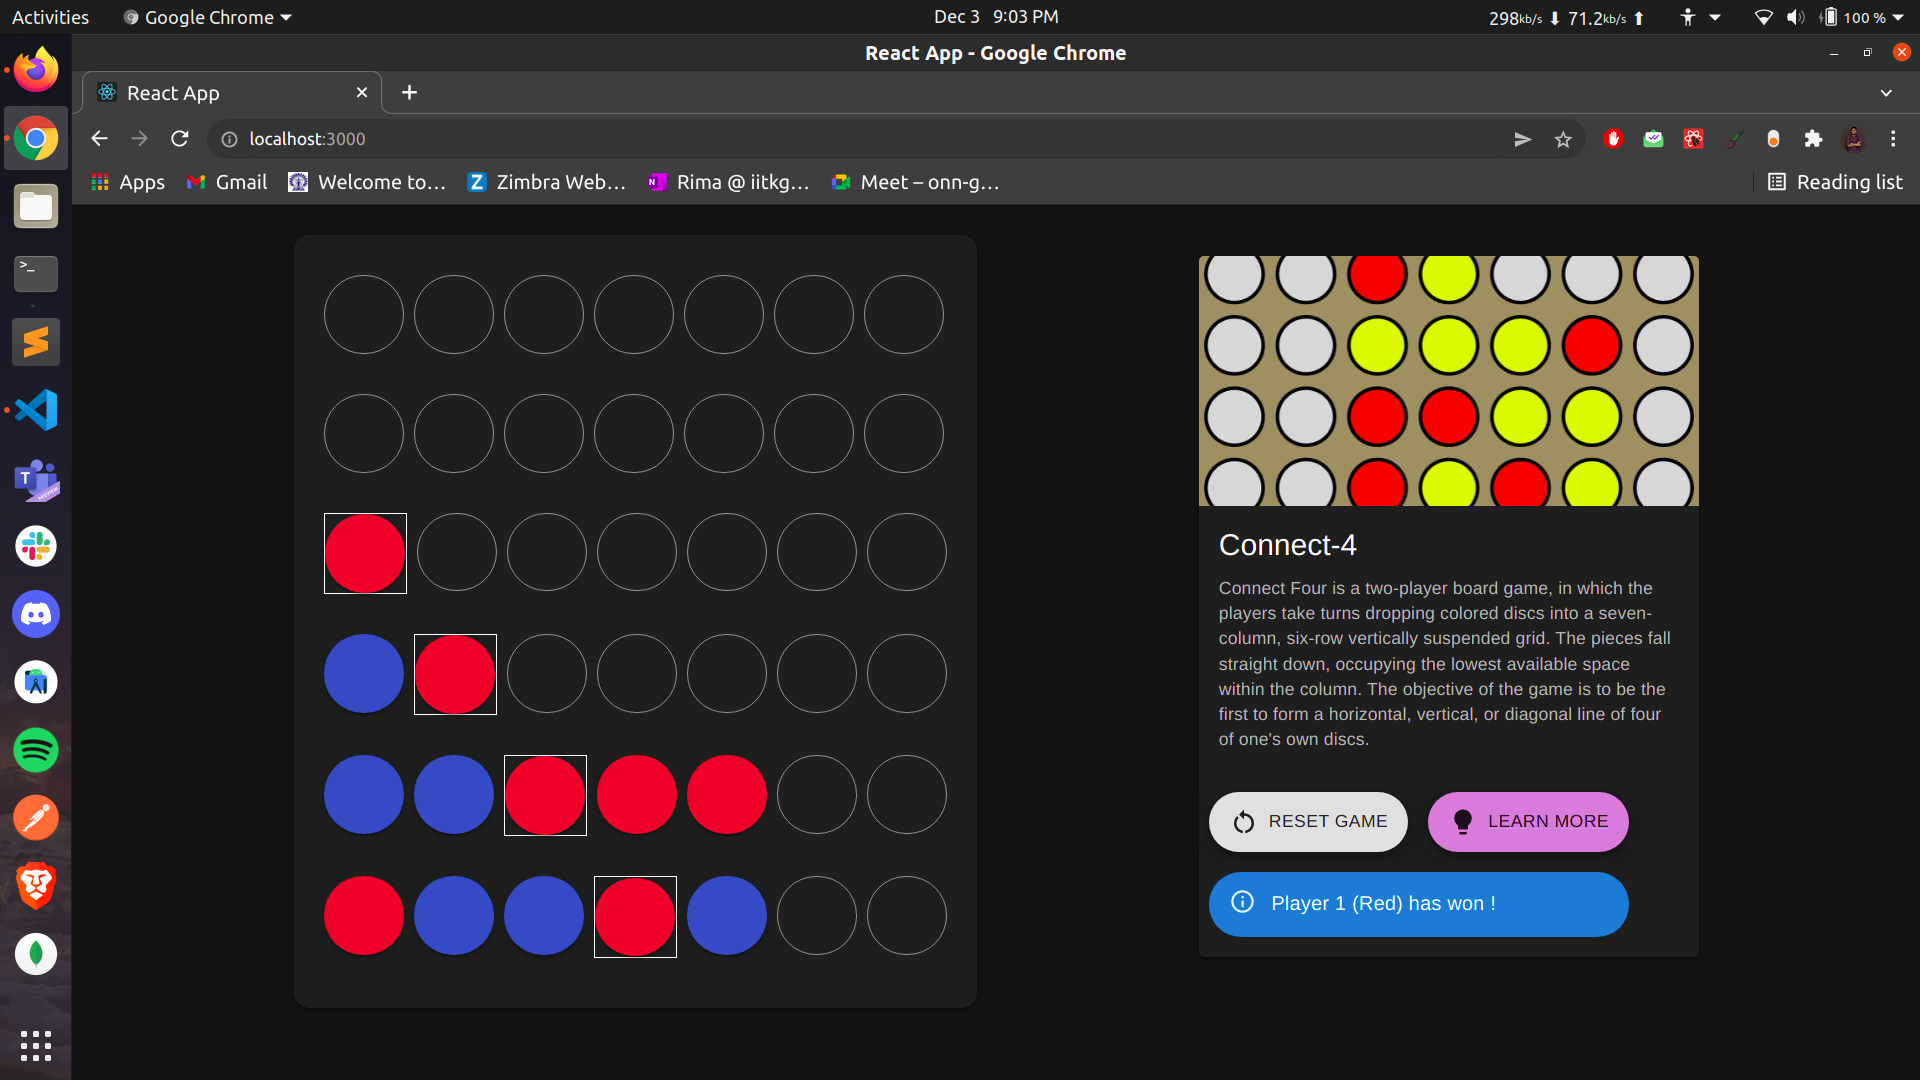 Activities Google Chrome Dec 3 9:03 PM 298kb/s 71.2kb/s 100 %
React App - Google Chrome
React App
localhost:3000
Apps Gmail Welcome to… Zimbra Web… Rima @ iitkg… Meet – onn-g… Reading list
Connect-4
Connect Four is a two-player board game, in which the
players take turns dropping colored discs into a seven-
column, six-row vertically suspended grid. The pieces fall
straight down, occupying the lowest available space
within the column. The objective of the game is to be the
first to form a horizontal, vertical, or diagonal line of four
of one's own discs.
RESET GAME LEARN MORE
Player 1 (Red) has won !